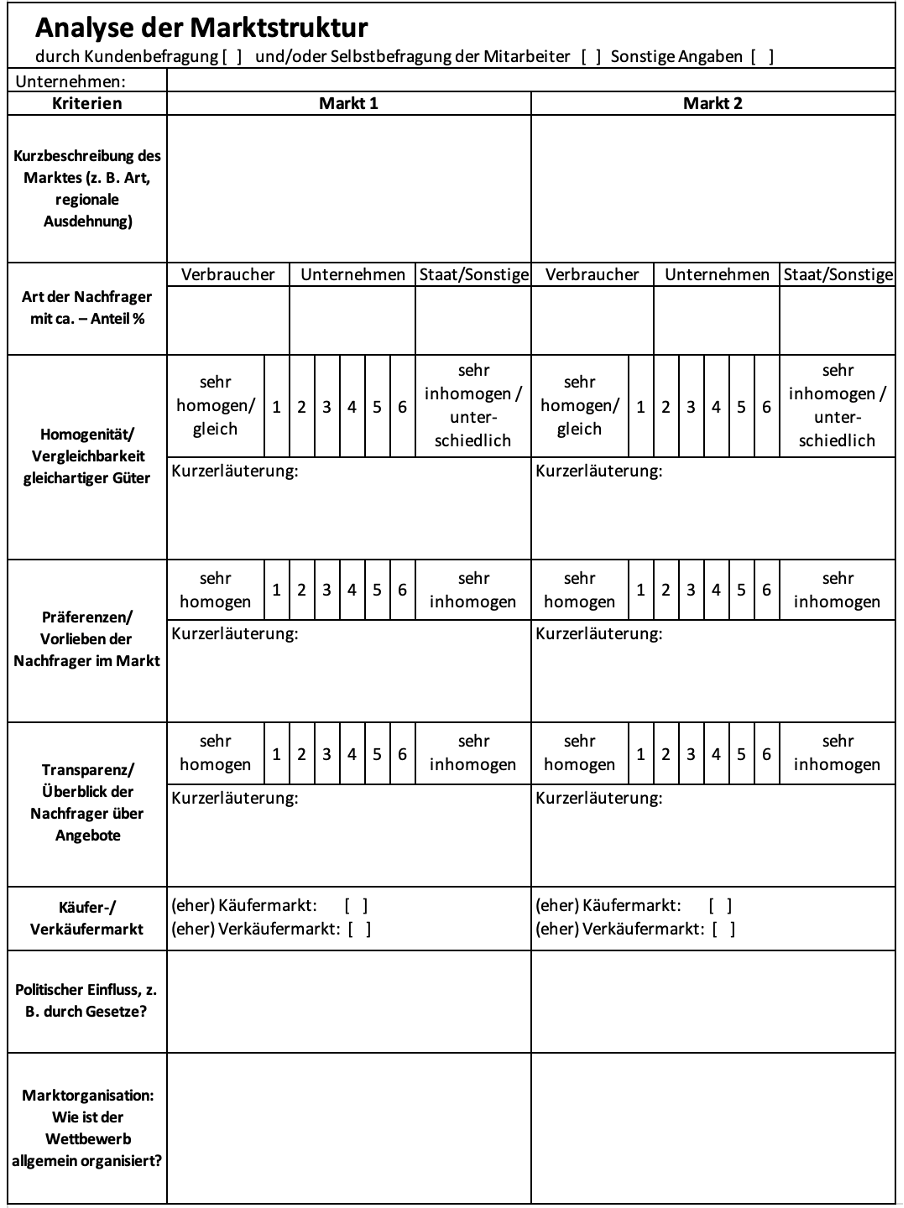 Analyse der Marktstruktur
durch Kundenbefragung [ ] und/oder Selbstbefragung der Mitarbeiter [ ] Sonstige Angaben [ ]
Unternehmen:
Kriterien Markt 1 Markt 2
Kurzbeschreibung des
Marktes (z. B. Art,
regionale
Ausdehnung)
Verbraucher Unternehmen Staat/Sonstige Verbraucher Unternehmen Staat/Sonstige
Art der Nachfrager
mit ca. – Anteil %
Homogenität/
Vergleichbarkeit
gleichartiger Güter
sehr
homogen/
gleich
1 2 3 4 5 6
sehr
inhomogen /
unter-
schiedlich
sehr
homogen/
gleich
1 2 3 4 5 6
sehr
inhomogen /
unter-
schiedlich
Kurzerläuterung: Kurzerläuterung:
Präferenzen/
Vorlieben der
Nachfrager im Markt
sehr
homogen
1 2 3 4 5 6
sehr
inhomogen
sehr
homogen
1 2 3 4 5 6
sehr
inhomogen
Kurzerläuterung: Kurzerläuterung:
Transparenz/
Überblick der
Nachfrager über
Angebote
sehr
homogen
1 2 3 4 5 6
sehr
inhomogen
sehr
homogen
1 2 3 4 5 6
sehr
inhomogen
Kurzerläuterung: Kurzerläuterung:
Käufer-/
Verkäufermarkt
(eher) Käufermarkt: [ ]
(eher) Verkäufermarkt: [ ]
(eher) Käufermarkt: [ ]
(eher) Verkäufermarkt: [ ]
Politischer Einfluss, z.
B. durch Gesetze?
Marktorganisation:
Wie ist der
Wettbewerb
allgemein organisiert?